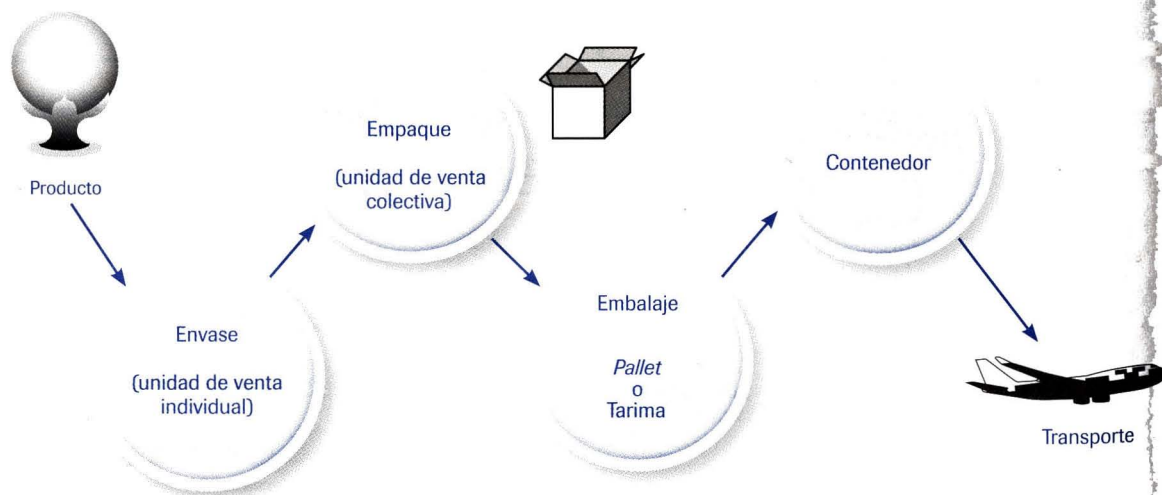 Producto
Envase
(unidad de venta
individual)
Empaque
(unidad de venta
colectiva)
Embalaje
Pallet
o
Tarima
Contenedor
Transporte